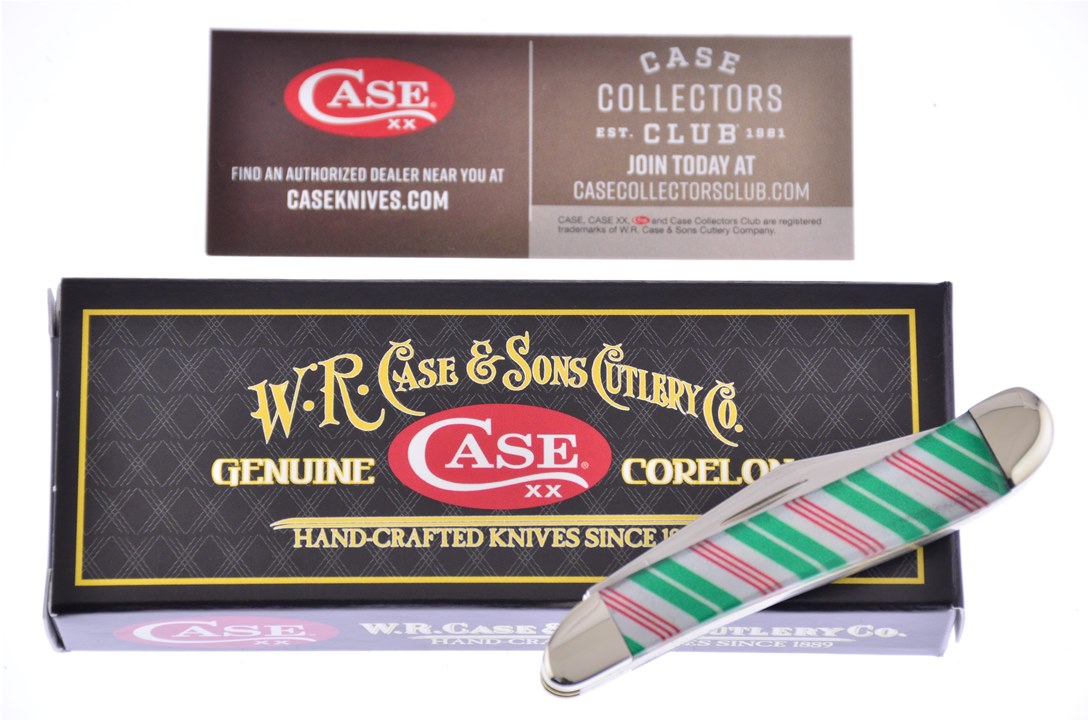 CASE
XX
FIND AN AUTHORIZED DEALER NEAR YOU AT
CASEKNIVES.COM
CASE
COLLECTORS
EST. CLUB 1981
JOIN TODAY AT
CASECOLLECTORSCLUB.COM
CASE, CASE XX, and Case Collectors Club are registered
trademarks of W.R. Case & Sons Cutlery Company.
W.R. CASE & SONS CUTLERY CO.
GENUINE CASE® CORELON
XX
HAND-CRAFTED KNIVES SINCE
CASE W.R. CASE & CUTLERY CO.
XX SINCE 1889